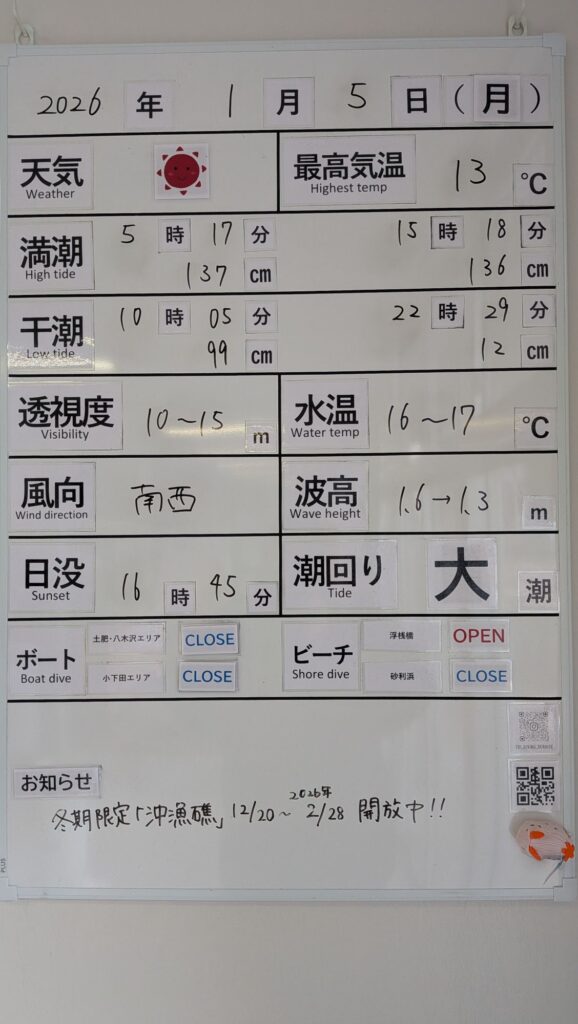 2026 年 1 月 5 日 (月)
天気 Weather
最高気温 Highest temp 13 ℃
満潮 High tide 5 時 17 分 137 cm 15 時 18 分 136 cm
干潮 Low tide 10 時 05 分 99 cm 22 時 29 分 12 cm
透視度 Visibility 10～15 m
水温 Water temp 16～17 ℃
風向 Wind direction 南西
波高 Wave height 1.6→1.3 m
日没 Sunset 16 時 45 分
潮回り Tide 大 潮
ボート Boat dive
土肥・八木沢エリア CLOSE
小下田エリア CLOSE
ビーチ Shore dive
浮桟橋 OPEN
砂利浜 CLOSE
お知らせ
冬期限定「沖漁礁」12/20～2026年2/28 開放中!!
PLUS